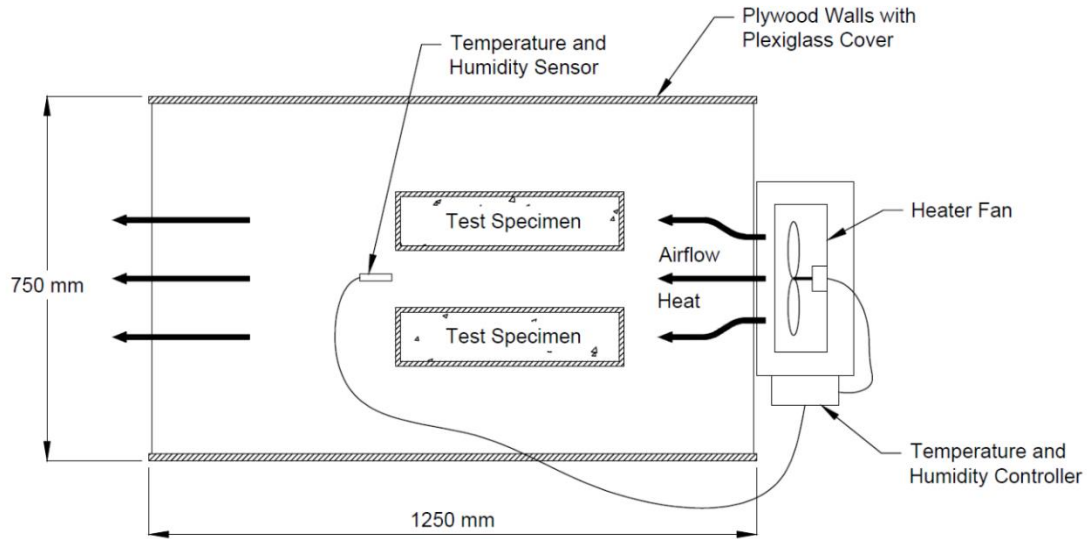 Plywood Walls with
Plexiglass Cover
Temperature and
Humidity Sensor
Test Specimen
Heater Fan
Airflow
750 mm
Heat
Test Specimen
Temperature and
Humidity Controller
1250 mm